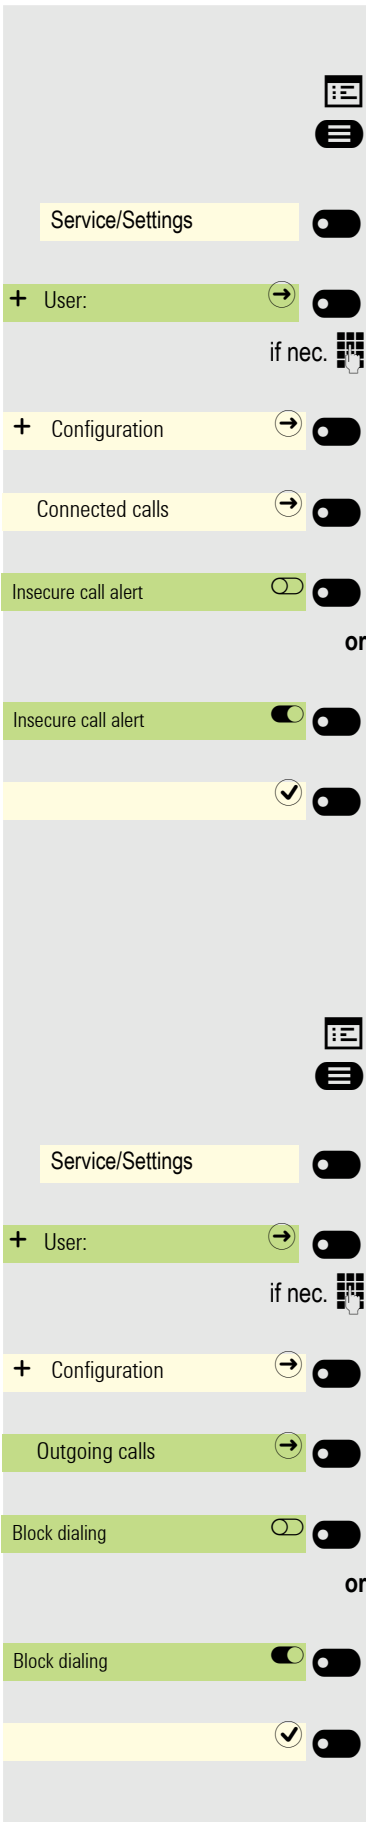 Service/Settings
+ User:
if nec.
+ Configuration
Connected calls
Insecure call alert
or
Insecure call alert
Service/Settings
+ User:
if nec.
+ Configuration
Outgoing calls
Block dialing
or
Block dialing